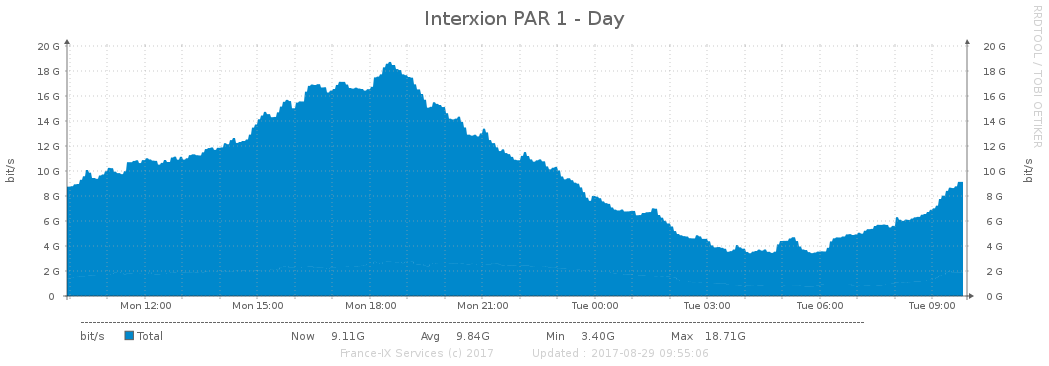 Interxion PAR 1 - Day
RRDTOOL / TOBI OETIKER
20 G 20 G
18 G 18 G
16 G 16 G
14 G 14 G
12 G 12 G
10 G 10 G
8 G 8 G
6 G 6 G
4 G 4 G
2 G 2 G
0 0 G
bit/s
bit/s
Mon 12:00 Mon 15:00 Mon 18:00 Mon 21:00 Tue 00:00 Tue 03:00 Tue 06:00 Tue 09:00
bit/s Total Now 9.11G Avg 9.84G Min 3.40G Max 18.71G
France-IX Services (c) 2017 Updated : 2017-08-29 09:55:06